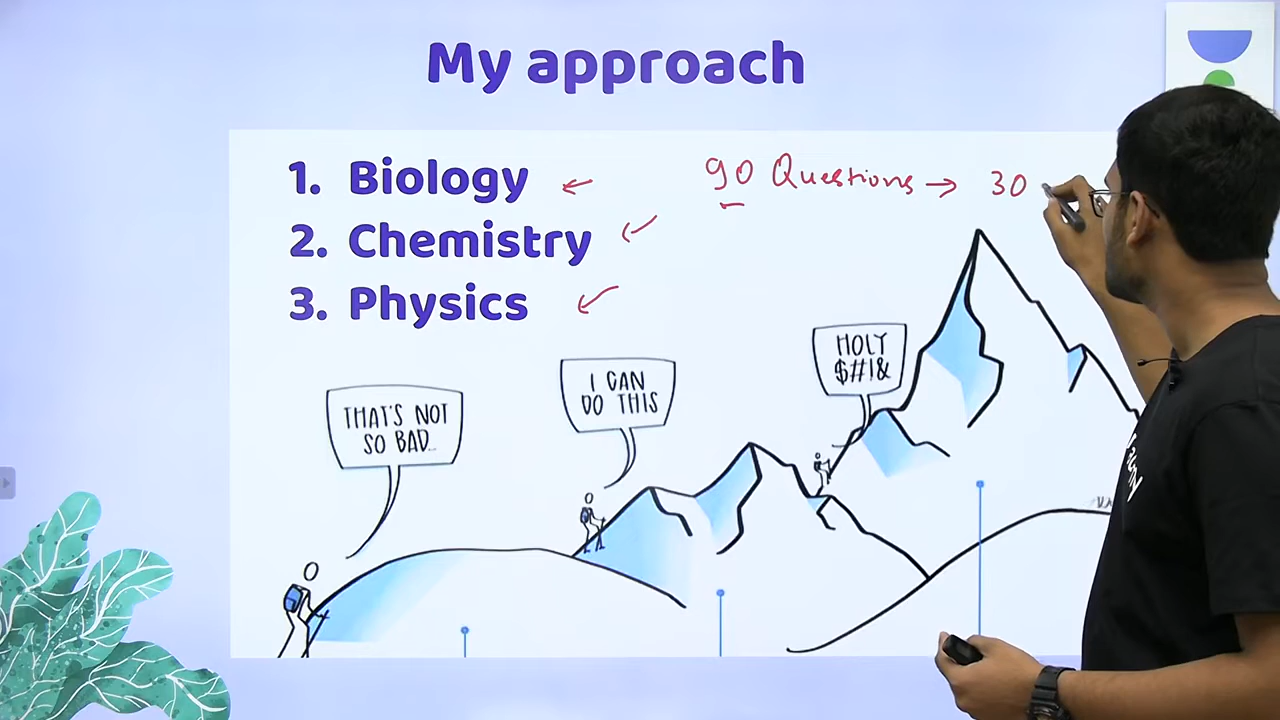 My approach
1. Biology
2. Chemistry
3. Physics
90 Questions → 30
THAT'S NOT
SO BAD...
I CAN
DO THIS
HOLY
$#!&